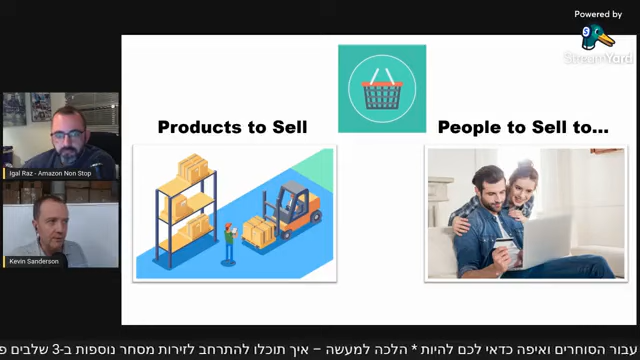 Powered by
StreamYard
Products to Sell
People to Sell to...
Igal Raz - Amazon Non Stop
Kevin Sanderson
עבור הסוחרים ואיפה כדאי לכם להיות * הלכה למעשה – איך תוכלו להתרחב לזירות מסחר נוספות ב-3 שלבים פ